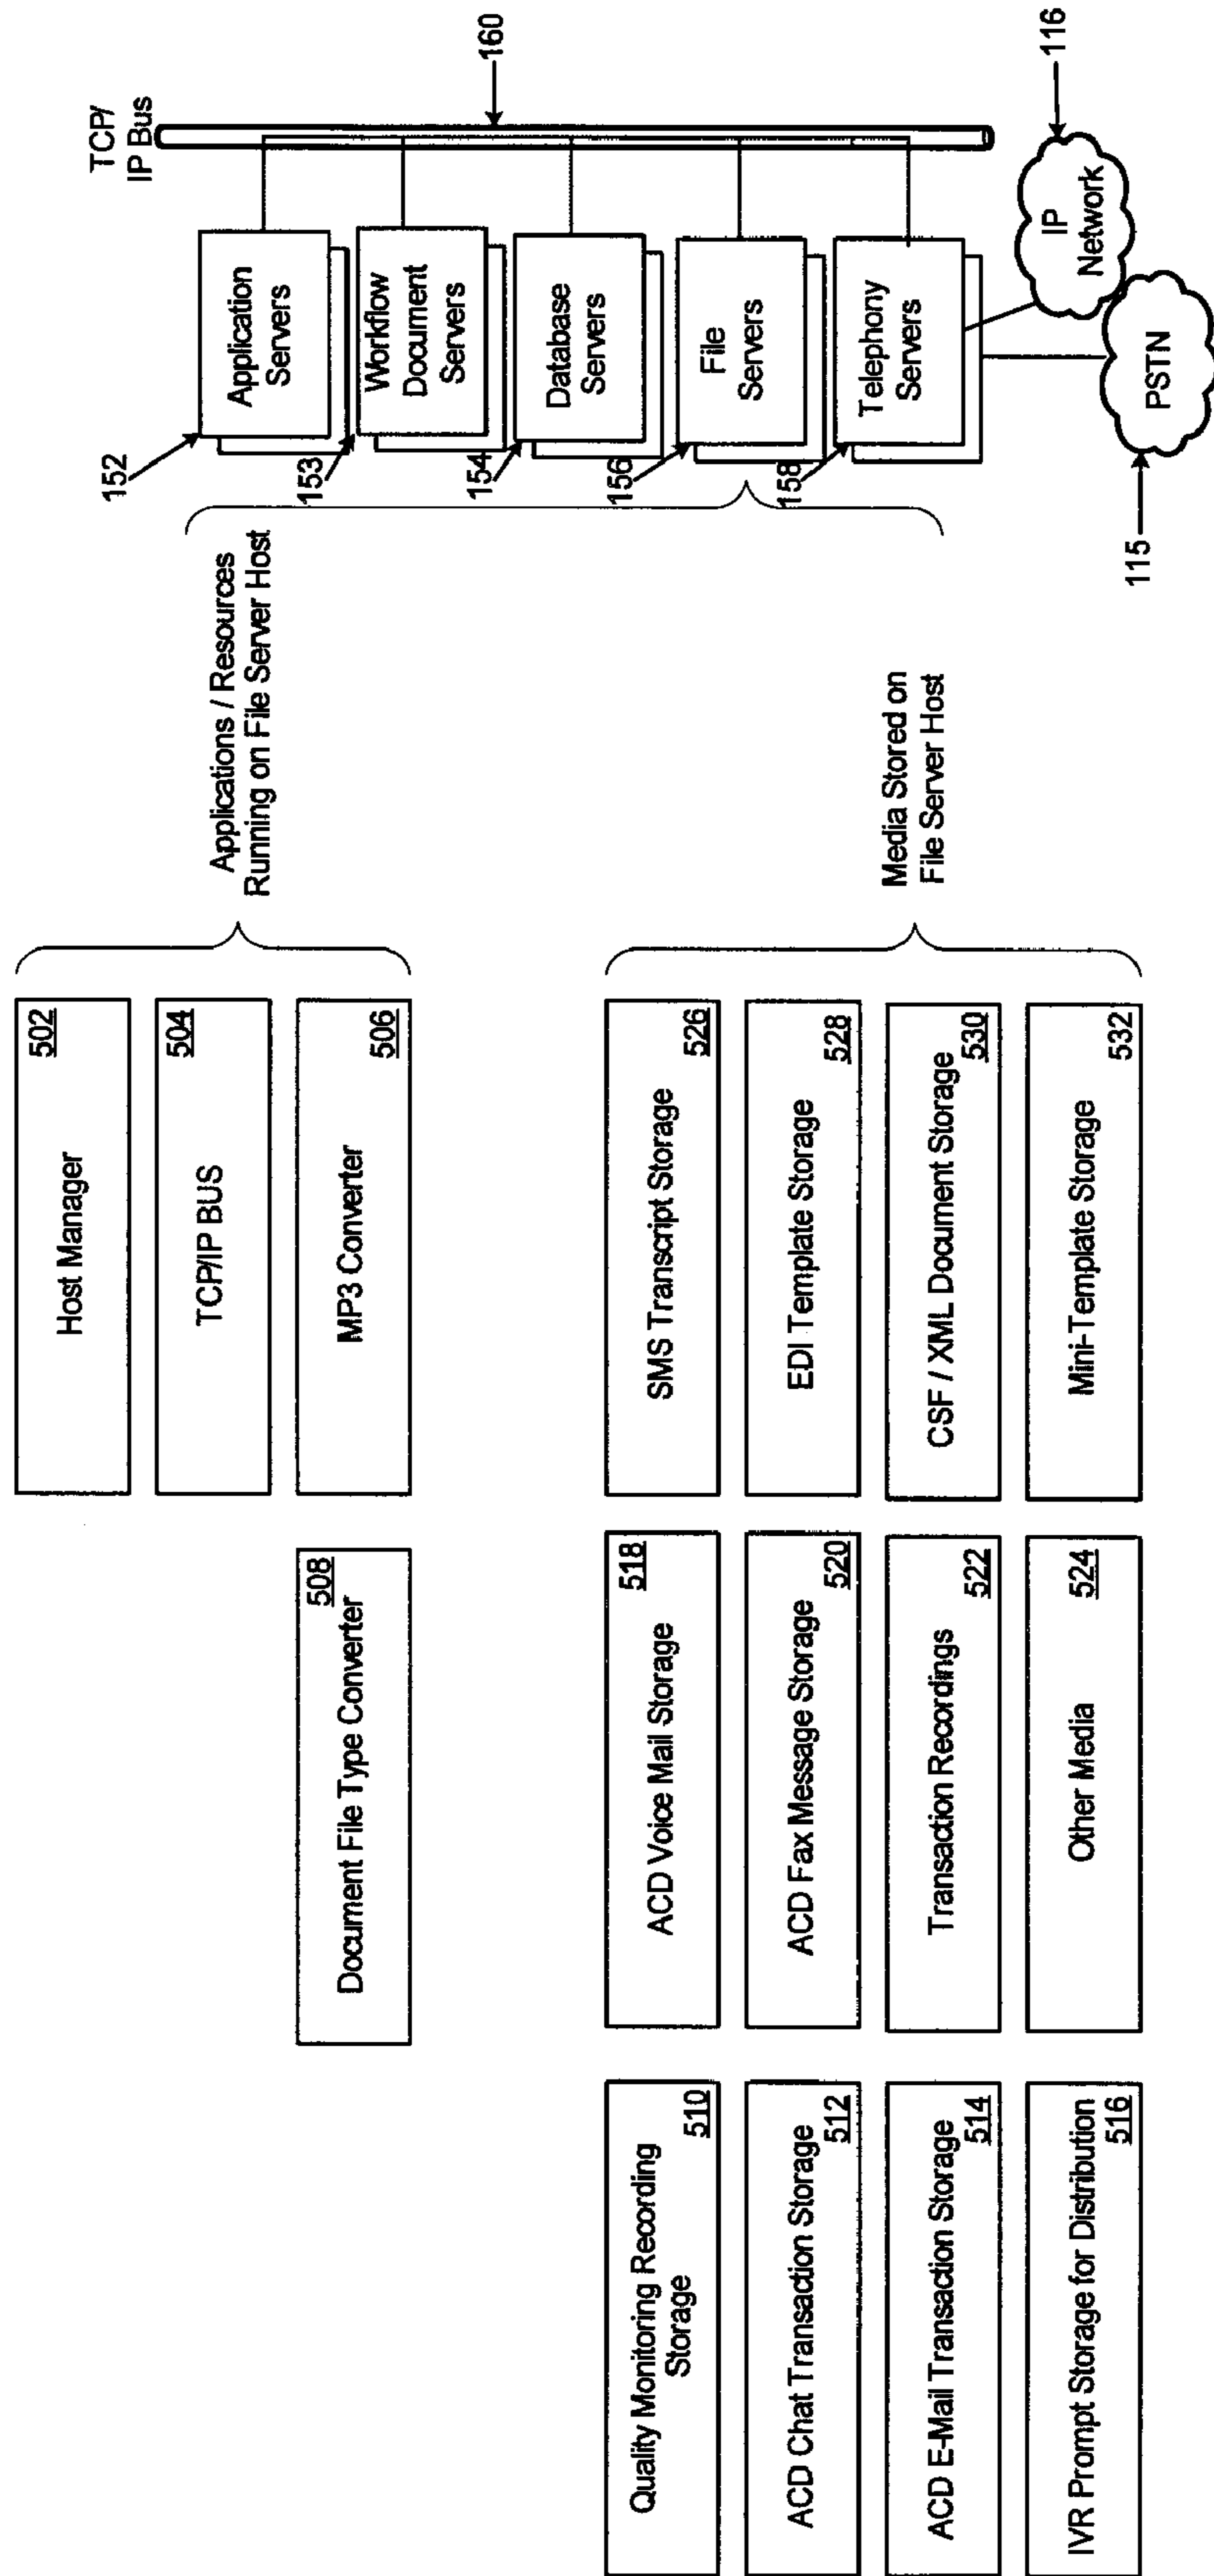 Host Manager
502
TCP/IP BUS
504
MP3 Converter
506
Document File Type Converter
508
Applications / Resources
Running on File Server Host
Quality Monitoring Recording
Storage
510
ACD Chat Transaction Storage
512
ACD E-Mail Transaction Storage
514
IVR Prompt Storage for Distribution
516
ACD Voice Mail Storage
518
ACD Fax Message Storage
520
Transaction Recordings
522
Other Media
524
SMS Transcript Storage
526
EDI Template Storage
528
CSF / XML Document Storage
530
Mini-Template Storage
532
Media Stored on
File Server Host
152
Application
Servers
153
Workflow
Document
Servers
154
Database
Servers
156
File
Servers
158
Telephony
Servers
TCP/
IP Bus
160
115
PSTN
IP
Network
116